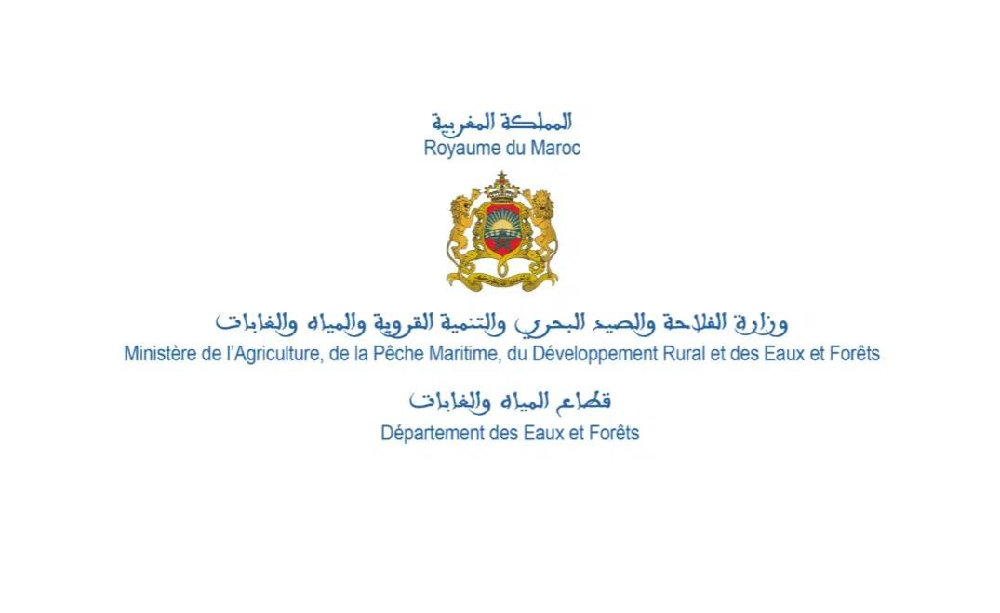 المملكة المغربية
Royaume du Maroc
وزارة الفلاحة والصيد البحري والتنمية القروية والمياه والغابات
Ministère de l’Agriculture, de la Pêche Maritime, du Développement Rural et des Eaux et Forêts
قطاع المياه والغابات
Département des Eaux et Forêts